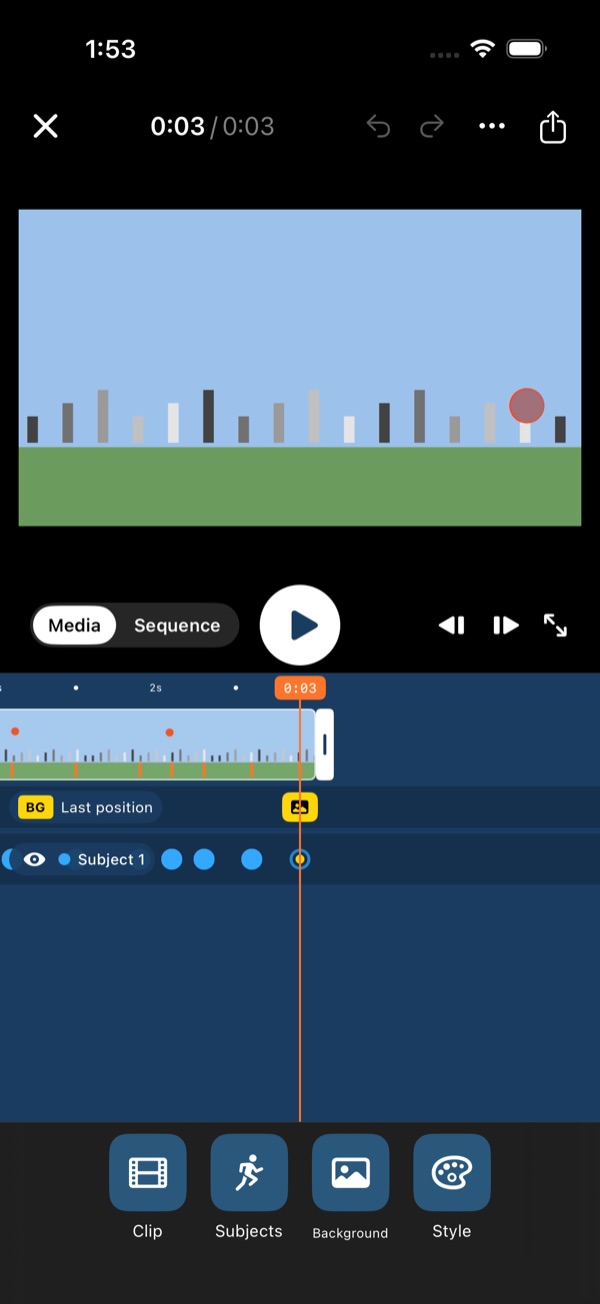 1:53
0:03 / 0:03
Media Sequence
2s 0:03
BG Last position
Subject 1
Clip Subjects Background Style